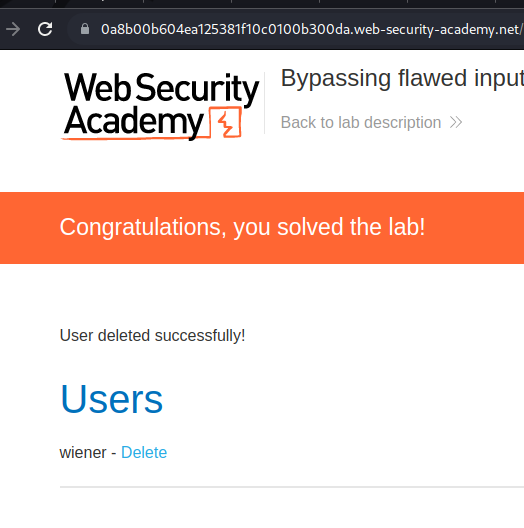 0a8b00b604ea125381f10c0100b300da.web-security-academy.net/
Web Security
Academy
Bypassing flawed input
Back to lab description
Congratulations, you solved the lab!
User deleted successfully!
Users
wiener - Delete